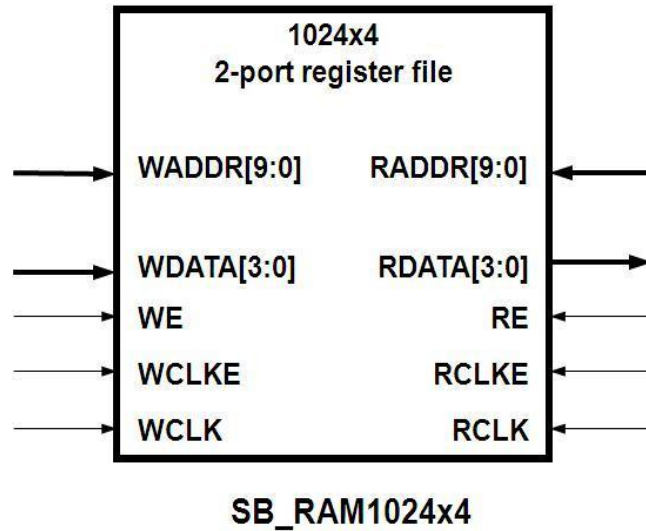 1024x4
2-port register file
WADDR[9:0] RADDR[9:0]
WDATA[3:0] RDATA[3:0]
WE RE
WCLKE RCLKE
WCLK RCLK
SB_RAM1024x4